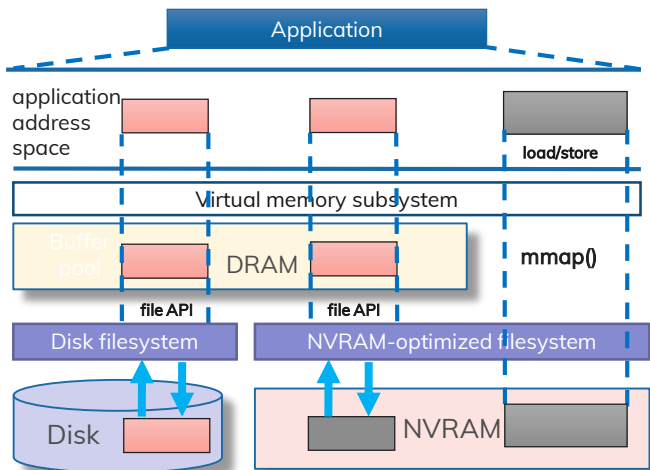 Application
application
address
space
load/store
Virtual memory subsystem
Buffer
pool
DRAM
mmap()
file API
file API
Disk filesystem
NVRAM-optimized filesystem
Disk
NVRAM